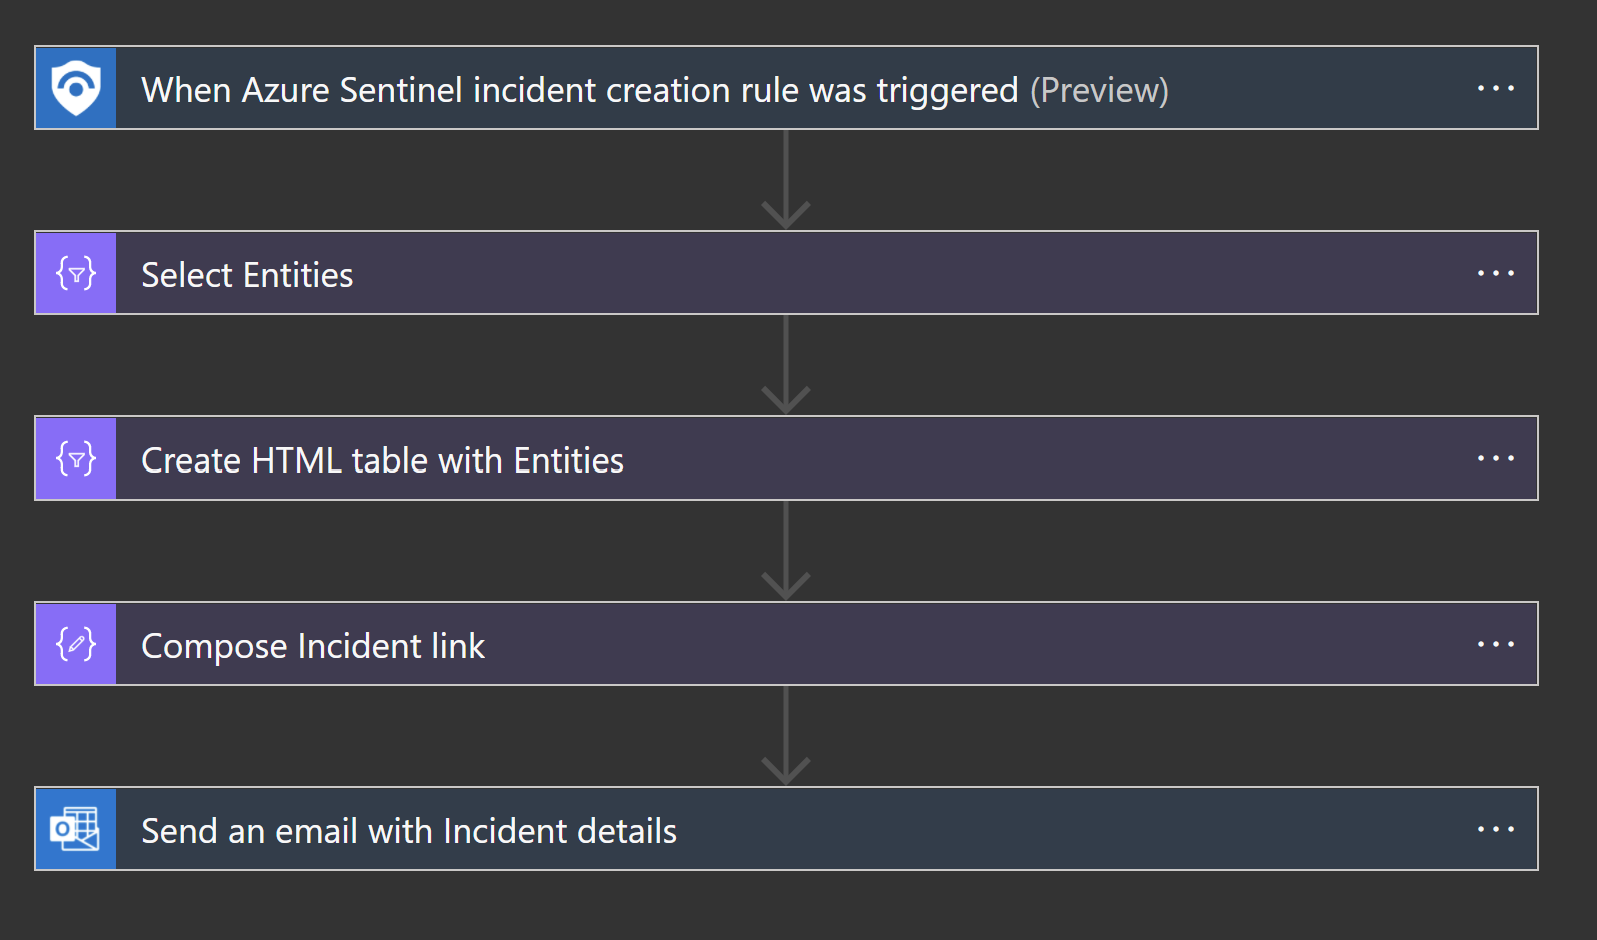 When Azure Sentinel incident creation rule was triggered (Preview)
Select Entities
Create HTML table with Entities
Compose Incident link
Send an email with Incident details